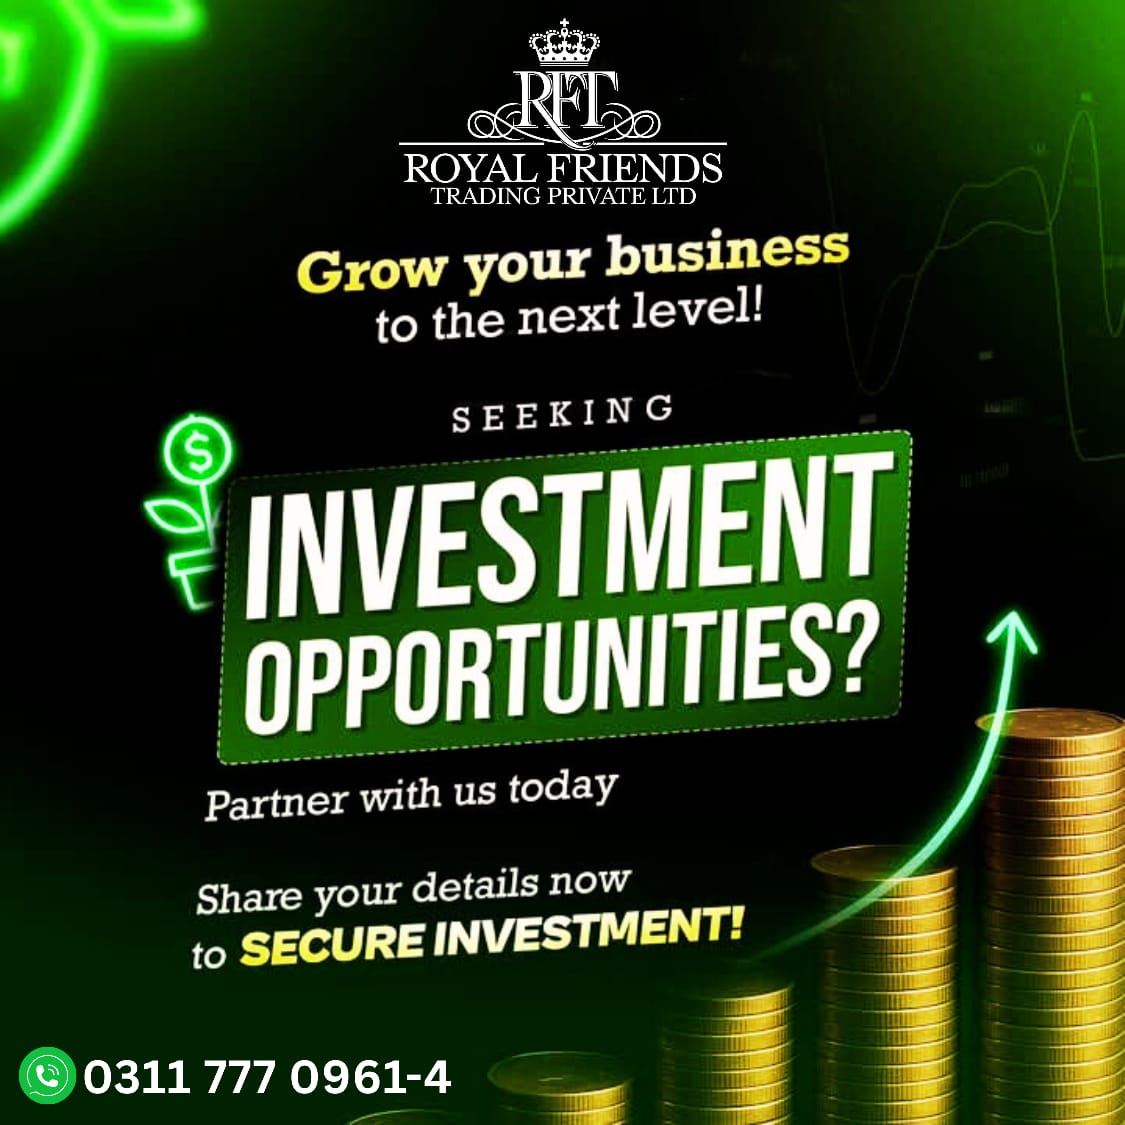 RFT
ROYAL FRIENDS
TRADING PRIVATE LTD
Grow your business
to the next level!
SEEKING
$
INVESTMENT
OPPORTUNITIES?
Partner with us today
Share your details now
to SECURE INVESTMENT!
0311 777 0961-4